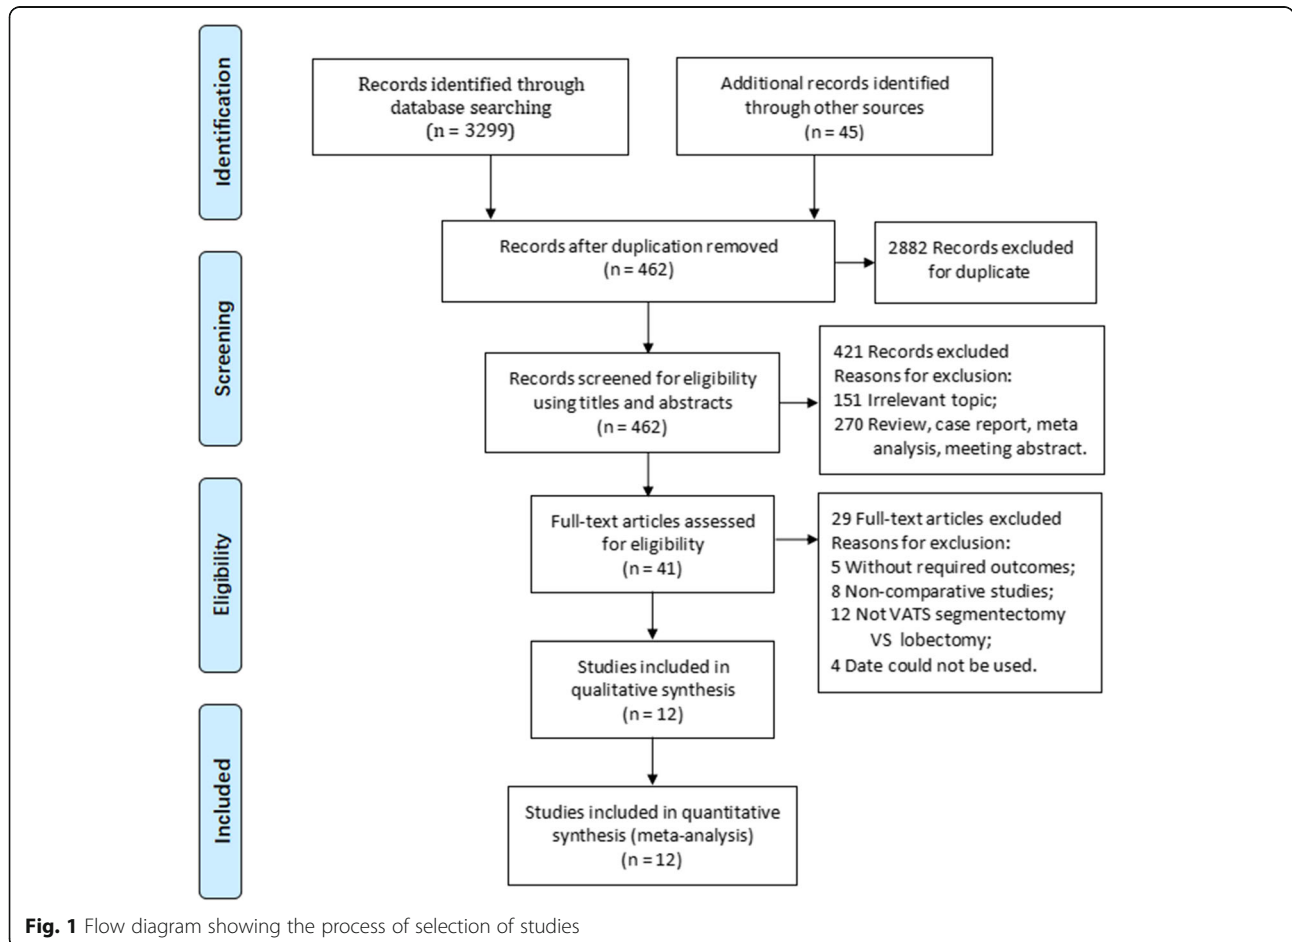 Identification
Records identified through
database searching
(n = 3299)
Additional records identified
through other sources
(n = 45)
Records after duplication removed
(n = 462)
2882 Records excluded
for duplicate
Screening
Records screened for eligibility
using titles and abstracts
(n = 462)
421 Records excluded
Reasons for exclusion:
151 Irrelevant topic;
270 Review, case report, meta
analysis, meeting abstract.
Eligibility
Full-text articles assessed
for eligibility
(n = 41)
29 Full-text articles excluded
Reasons for exclusion:
5 Without required outcomes;
8 Non-comparative studies;
12 Not VATS segmentectomy
VS lobectomy;
4 Date could not be used.
Studies included in
qualitative synthesis
(n = 12)
Included
Studies included in quantitative
synthesis (meta-analysis)
(n = 12)
Fig. 1 Flow diagram showing the process of selection of studies